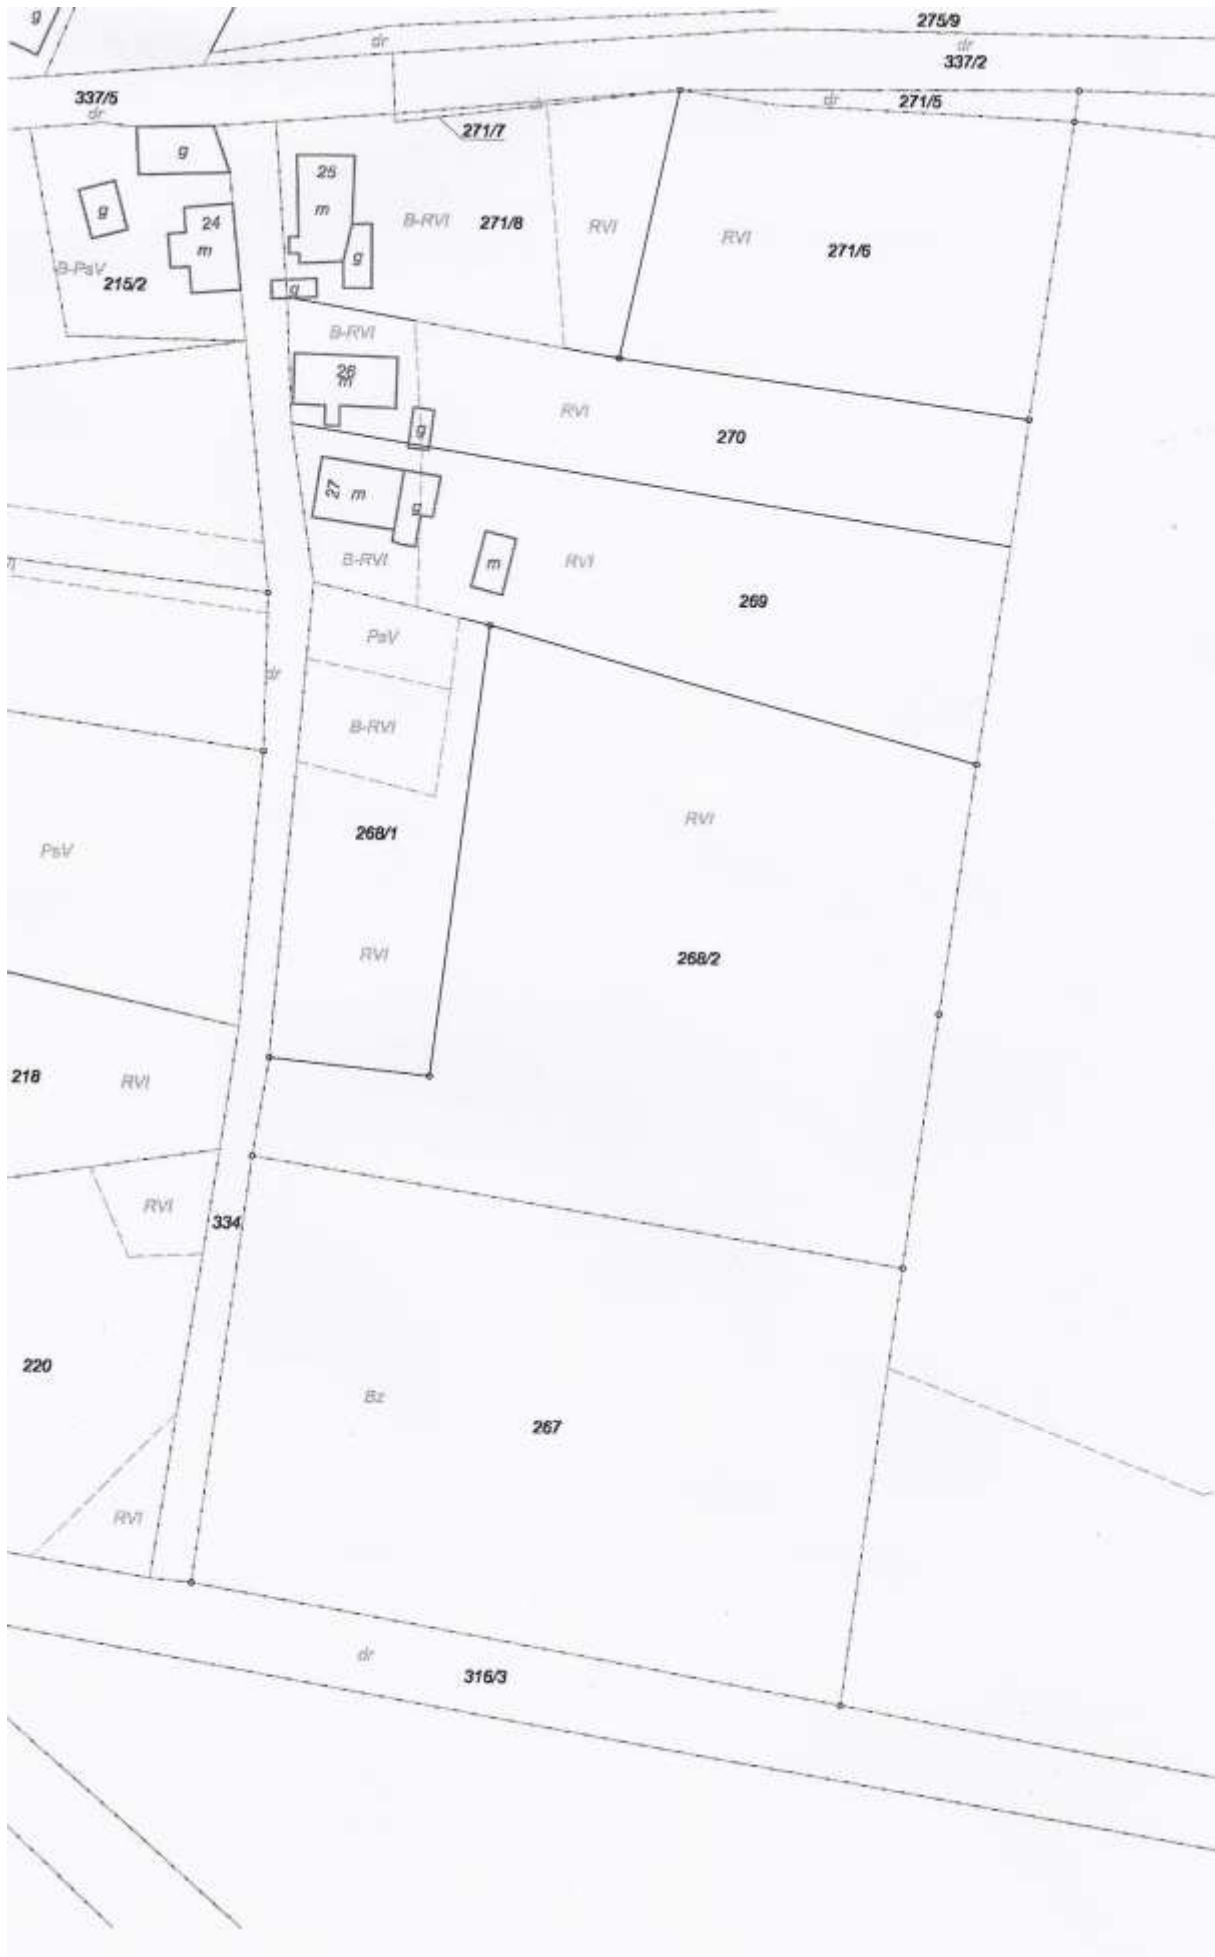 g
275/9
dr
dr
337/2
337/5
dr
dr
dr
271/5
271/7
g
25
m
g
24
m
B-RVI
271/8
RVI
RVI
271/6
g
B-PsV
215/2
g
B-RVI
26
m
RVI
270
g
27
m
g
B-RVI
m
RVI
269
PsV
dr
B-RVI
268/1
RVI
PsV
RVI
268/2
218
RVI
RVI
334
220
Bz
267
RVI
dr
316/3